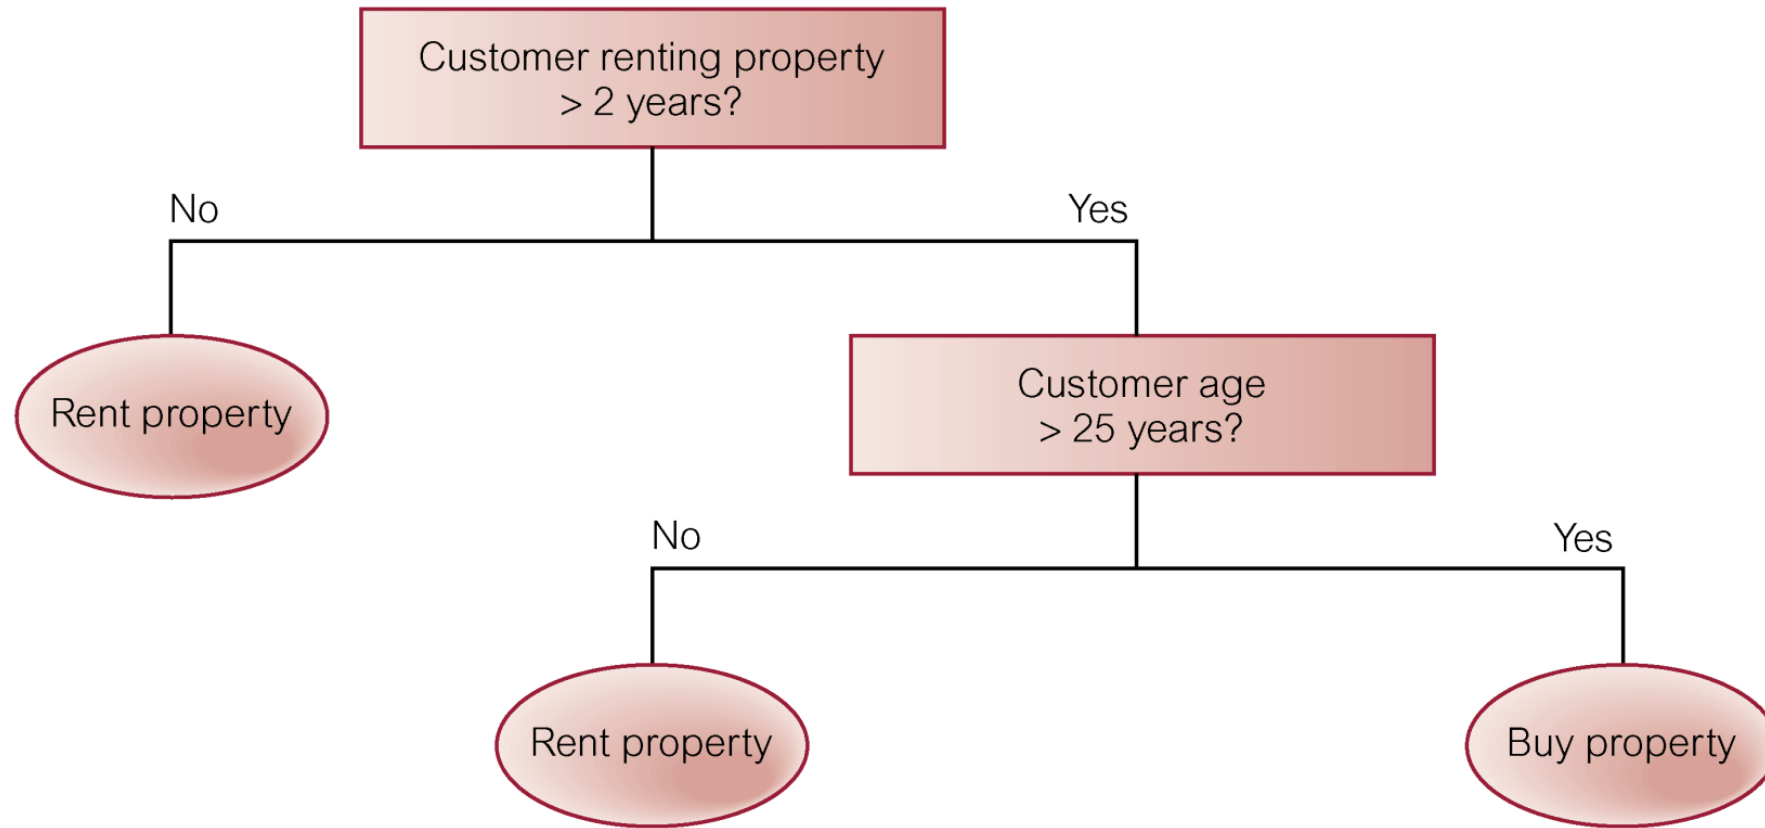 Customer renting property
> 2 years?
No
Yes
Rent property
Customer age
> 25 years?
No
Yes
Rent property
Buy property